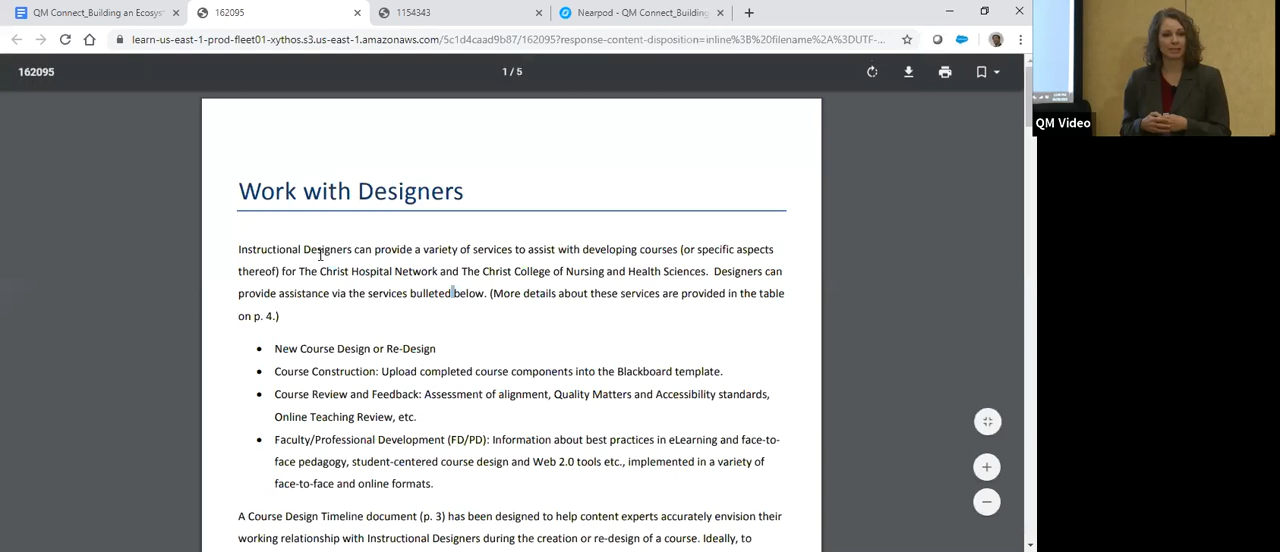 QM Connect_Building an Ecosyst
162095
1154343
Nearpod - QM Connect_Building
learn-us-east-1-prod-fleet01-xythos.s3.us-east-1.amazonaws.com/5c1d4caad9b87/162095?response-content-disposition=inline%3B%20filename%2A%3DUTF-...
162095
1 / 5
QM Video
Work with Designers
Instructional Designers can provide a variety of services to assist with developing courses (or specific aspects
thereof) for The Christ Hospital Network and The Christ College of Nursing and Health Sciences. Designers can
provide assistance via the services bulleted below. (More details about these services are provided in the table
on p. 4.)
• New Course Design or Re-Design
• Course Construction: Upload completed course components into the Blackboard template.
• Course Review and Feedback: Assessment of alignment, Quality Matters and Accessibility standards,
Online Teaching Review, etc.
• Faculty/Professional Development (FD/PD): Information about best practices in eLearning and face-to-
face pedagogy, student-centered course design and Web 2.0 tools etc., implemented in a variety of
face-to-face and online formats.
A Course Design Timeline document (p. 3) has been designed to help content experts accurately envision their
working relationship with Instructional Designers during the creation or re-design of a course. Ideally, to